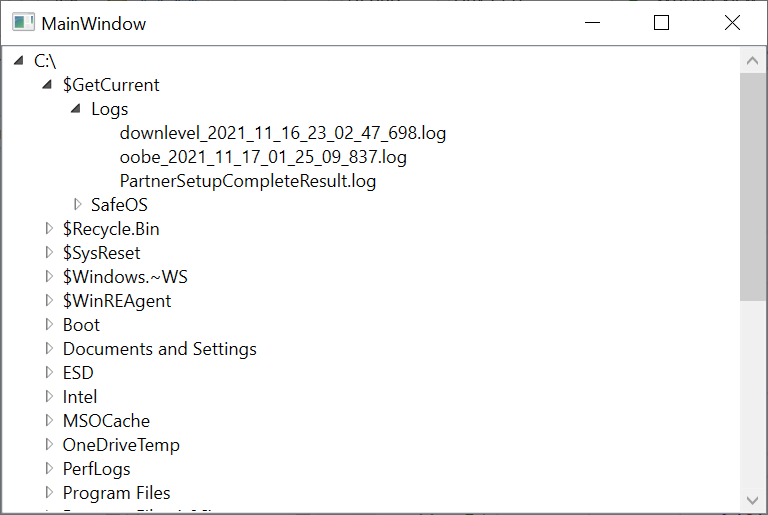 MainWindow
C:\
$GetCurrent
Logs
downlevel_2021_11_16_23_02_47_698.log
oobe_2021_11_17_01_25_09_837.log
PartnerSetupCompleteResult.log
SafeOS
$Recycle.Bin
$SysReset
$Windows.~WS
$WinREAgent
Boot
Documents and Settings
ESD
Intel
MSOCache
OneDriveTemp
PerfLogs
Program Files